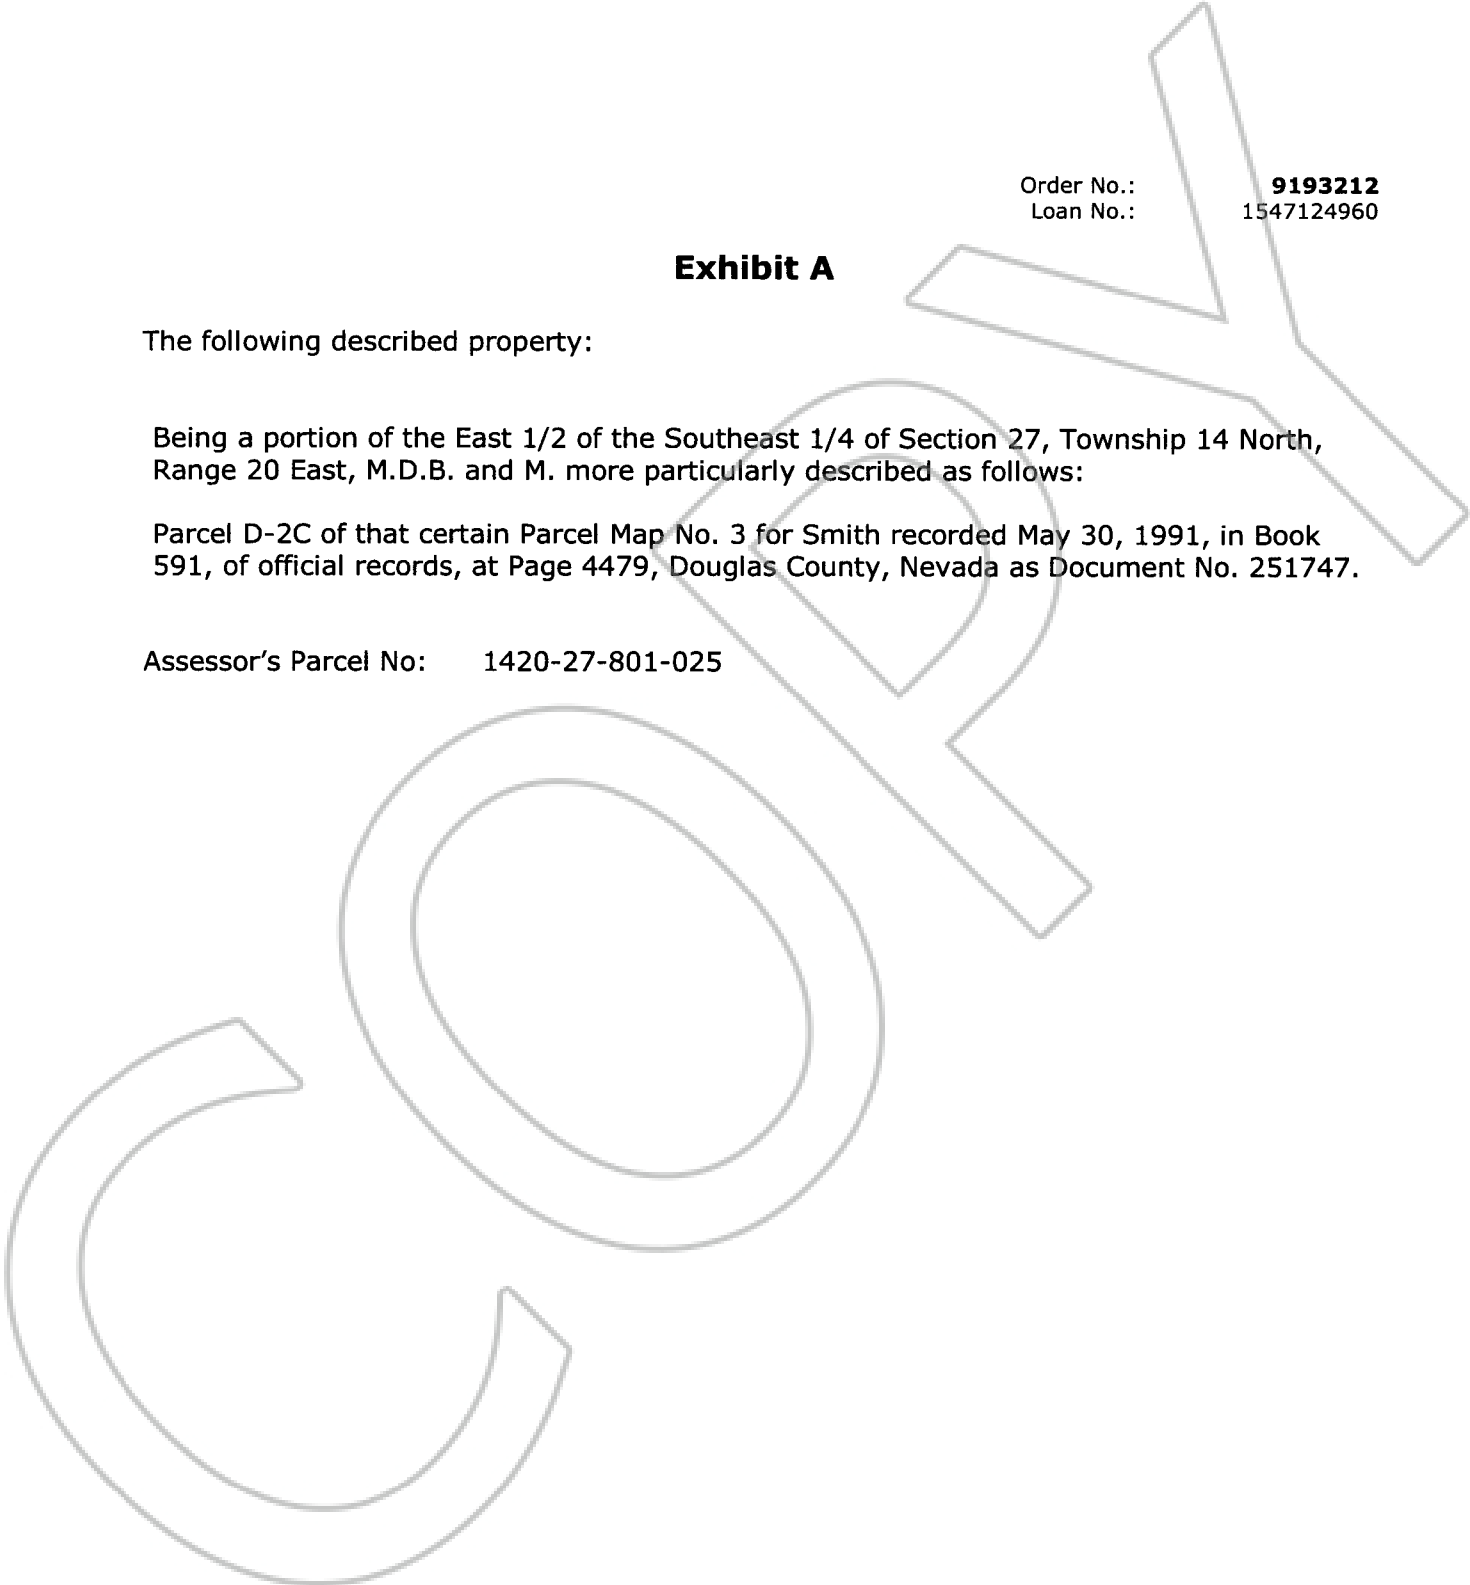 Order No.: 9193212
Loan No.: 1547124960
Exhibit A
The following described property:
Being a portion of the East 1/2 of the Southeast 1/4 of Section 27, Township 14 North,
Range 20 East, M.D.B. and M. more particularly described as follows:
Parcel D-2C of that certain Parcel Map No. 3 for Smith recorded May 30, 1991, in Book
591, of official records, at Page 4479, Douglas County, Nevada as Document No. 251747.
Assessor's Parcel No: 1420-27-801-025
COPY